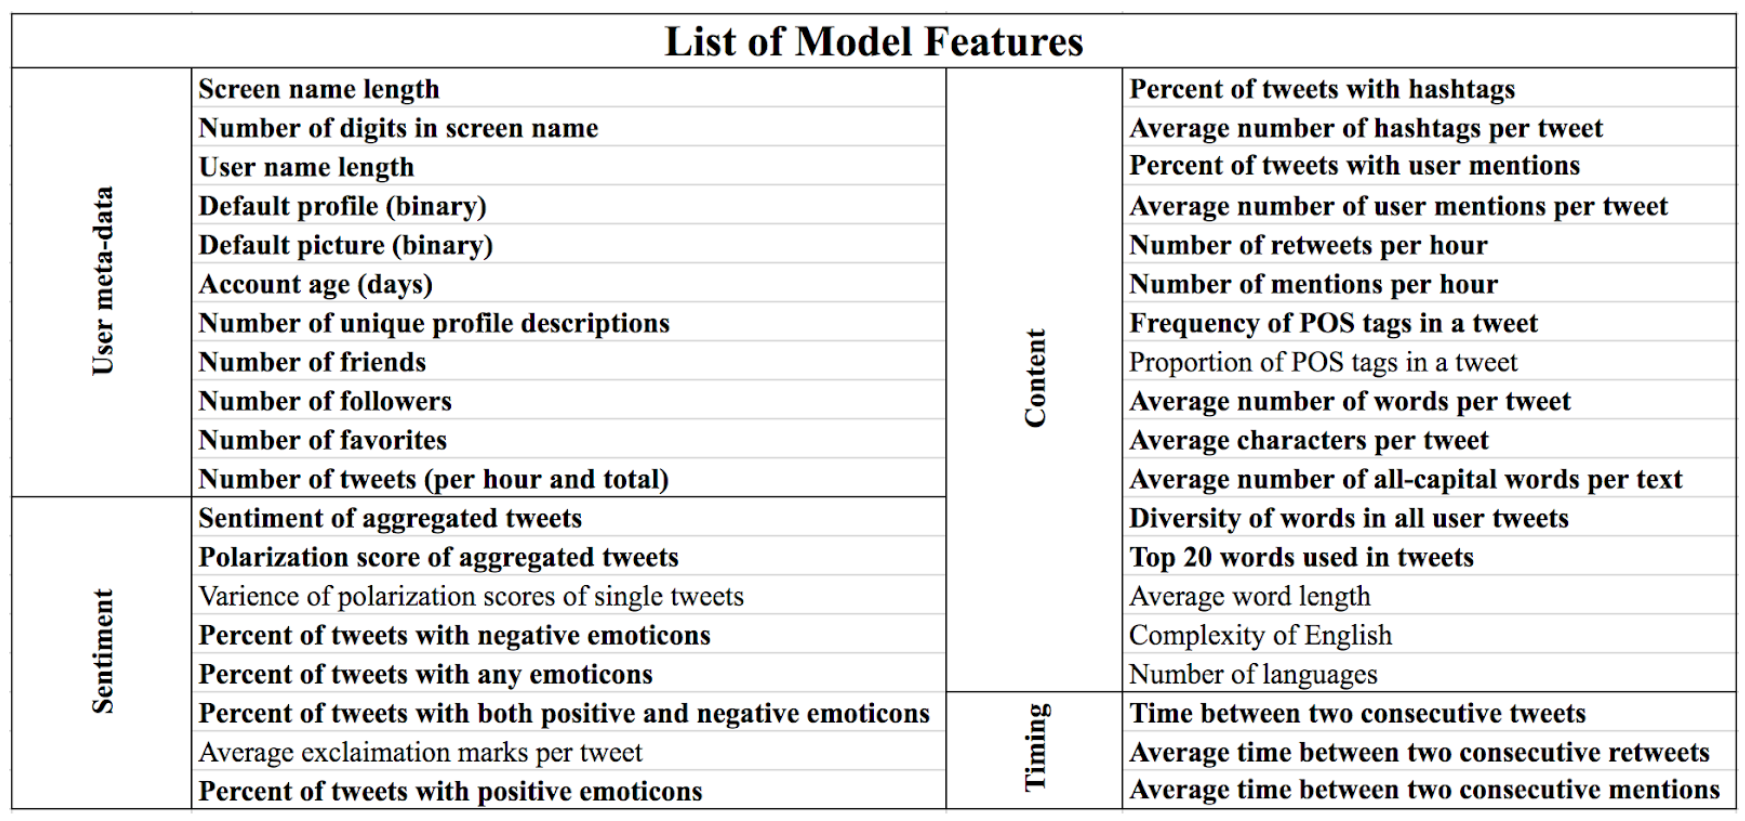 List of Model Features
User meta-data
Screen name length
Number of digits in screen name
User name length
Default profile (binary)
Default picture (binary)
Account age (days)
Number of unique profile descriptions
Number of friends
Number of followers
Number of favorites
Number of tweets (per hour and total)
Sentiment
Sentiment of aggregated tweets
Polarization score of aggregated tweets
Varience of polarization scores of single tweets
Percent of tweets with negative emoticons
Percent of tweets with any emoticons
Percent of tweets with both positive and negative emoticons
Average exclaimation marks per tweet
Percent of tweets with positive emoticons
Content
Percent of tweets with hashtags
Average number of hashtags per tweet
Percent of tweets with user mentions
Average number of user mentions per tweet
Number of retweets per hour
Number of mentions per hour
Frequency of POS tags in a tweet
Proportion of POS tags in a tweet
Average number of words per tweet
Average characters per tweet
Average number of all-capital words per text
Diversity of words in all user tweets
Top 20 words used in tweets
Average word length
Complexity of English
Number of languages
Timing
Time between two consecutive tweets
Average time between two consecutive retweets
Average time between two consecutive mentions